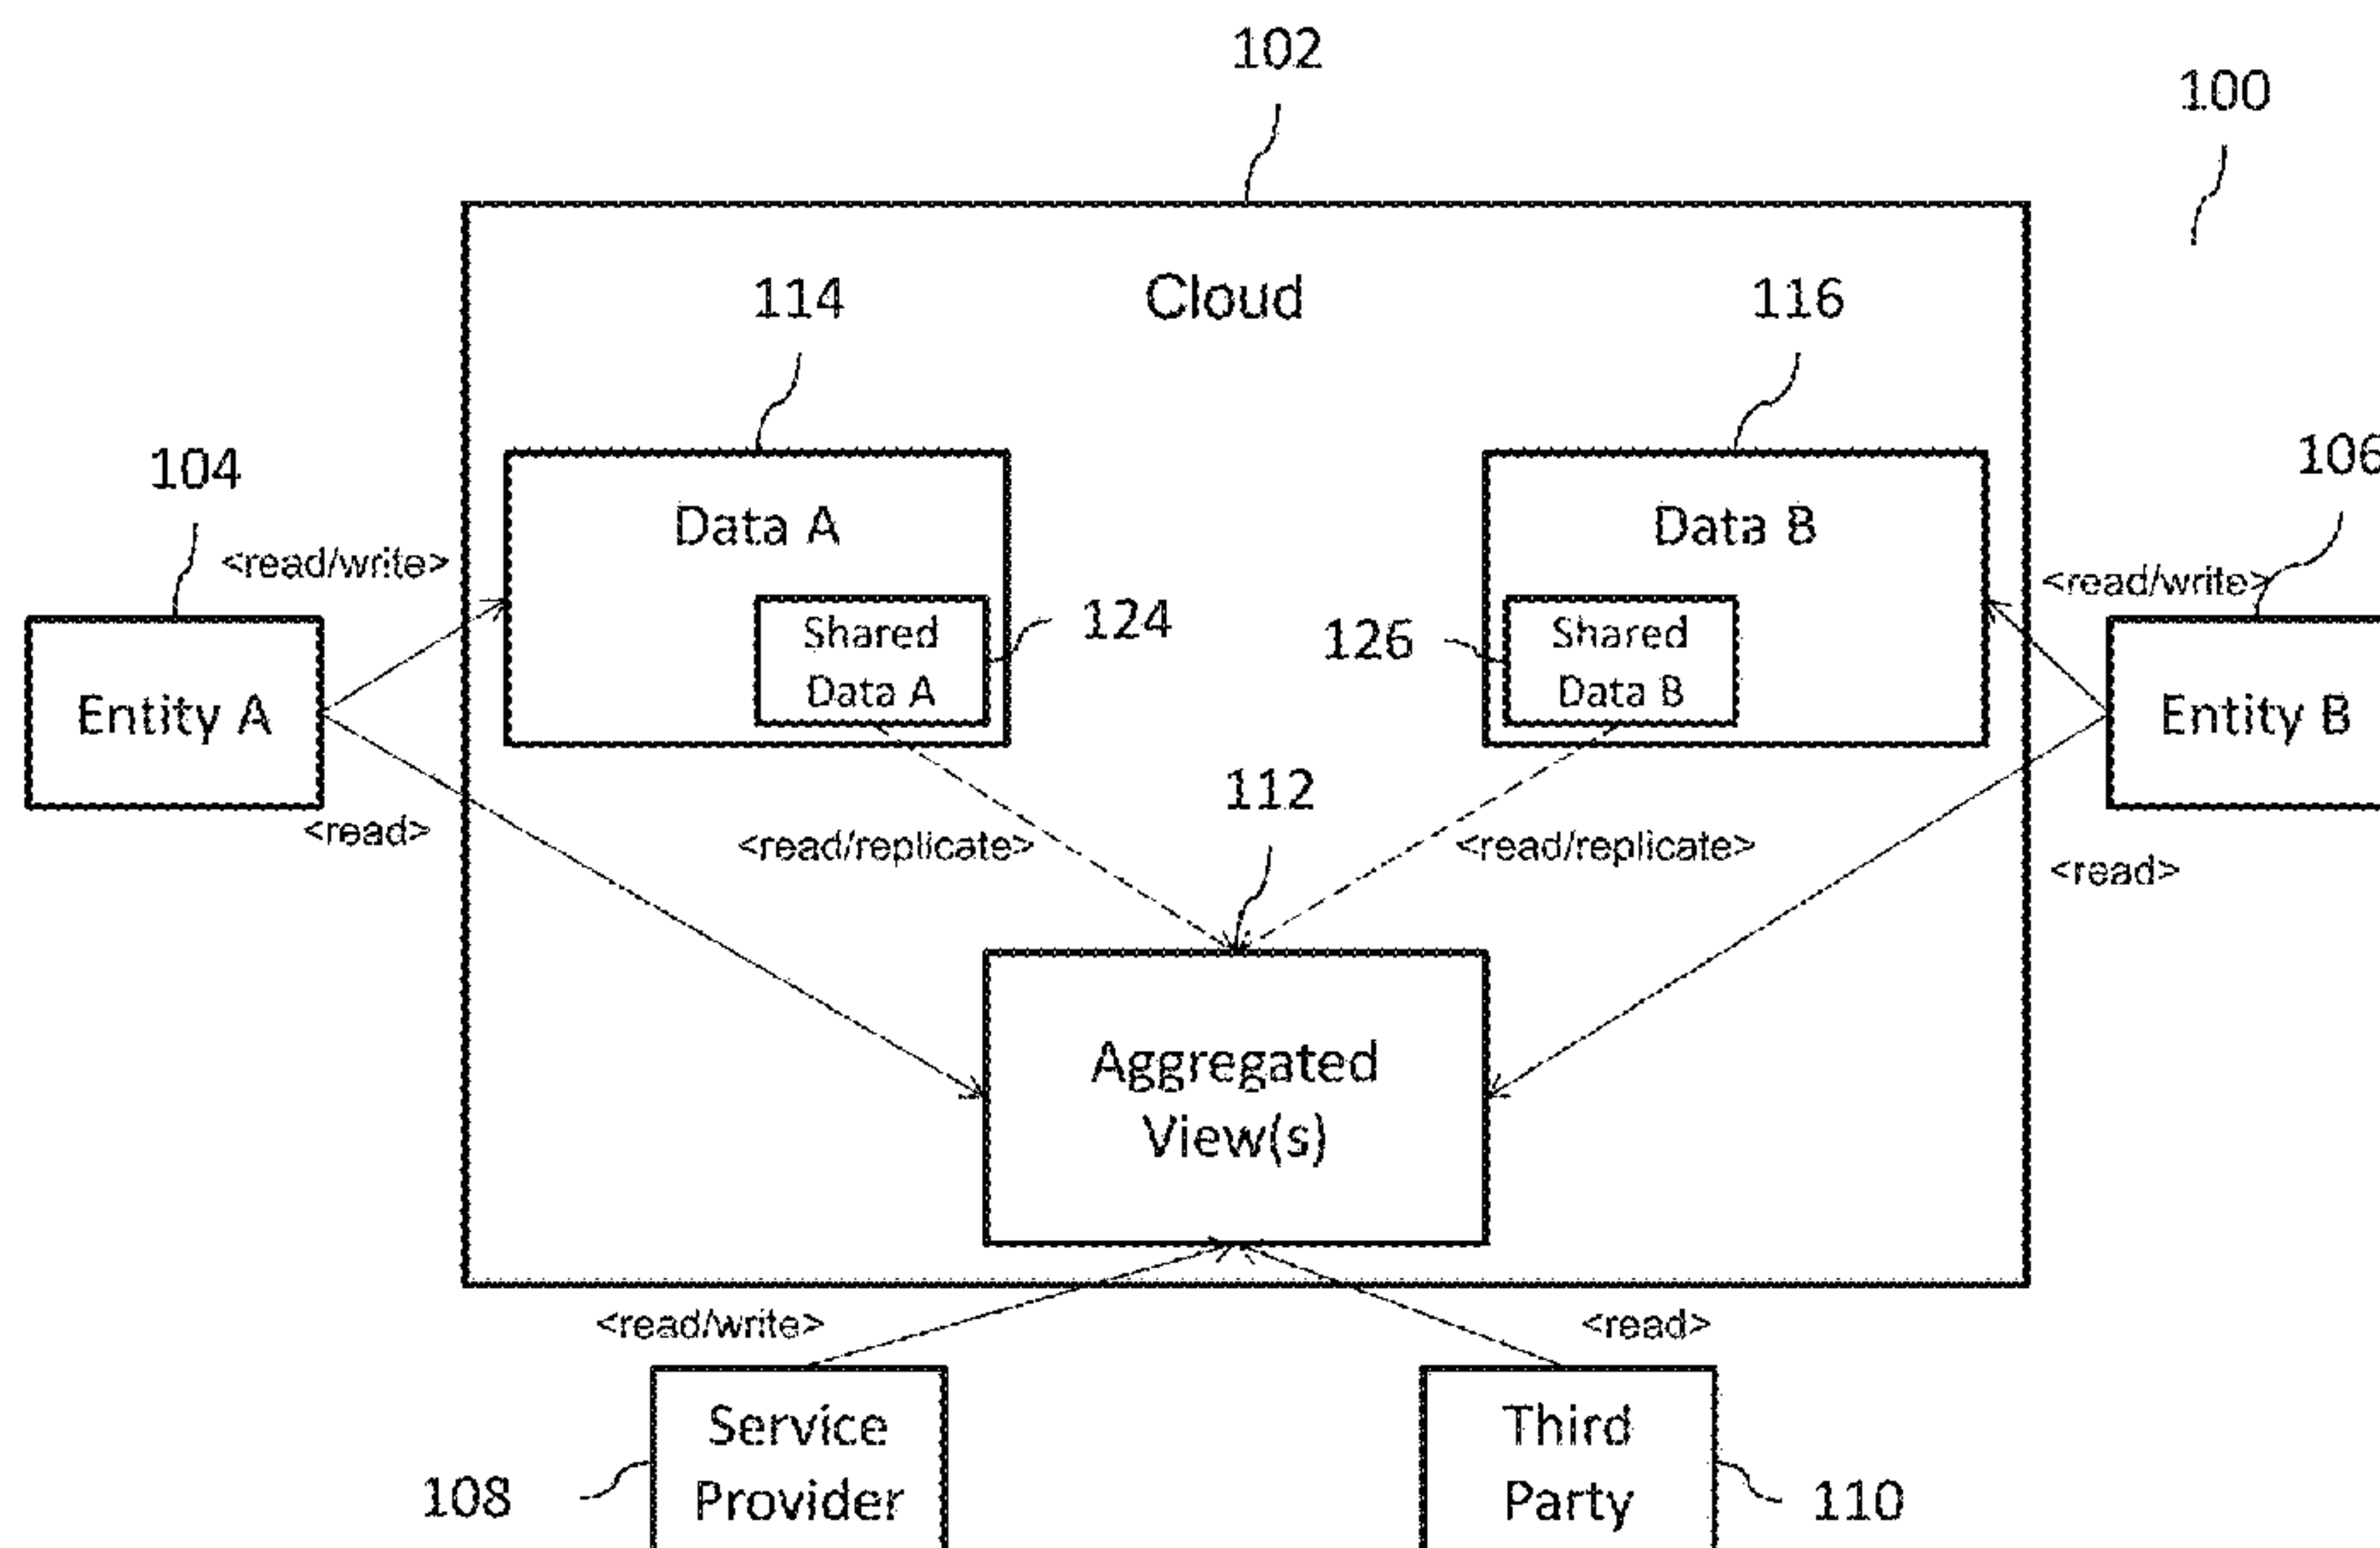 102
100
Cloud
114
116
104
106
Data A
Data B
<read/write>
<read/write>
Shared
Data A
124
126
Shared
Data B
Entity A
Entity B
112
<read>
<read/replicate>
<read/replicate>
<read>
Aggregated
View(s)
<read/write>
<read>
Service
Provider
108
Third
Party
110